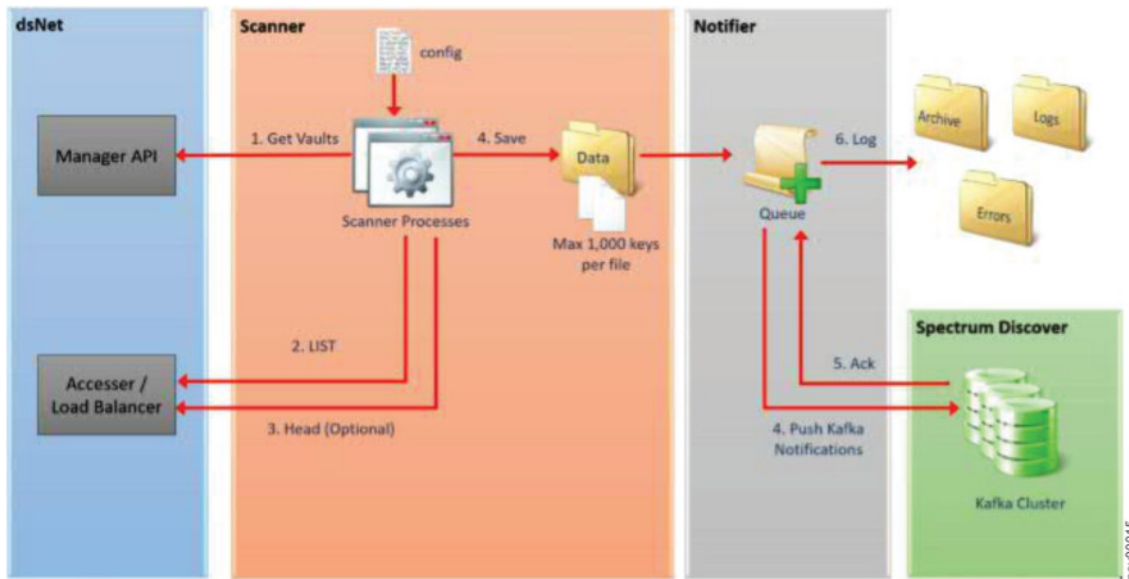 dsNet
Scanner
Notifier
config
Manager API
1. Get Vaults
4. Save
Data
6. Log
Archive
Logs
Errors
Scanner Processes
Queue
Max 1,000 keys
per file
2. LIST
Accesser /
Load Balancer
3. Head (Optional)
5. Ack
4. Push Kafka
Notifications
Spectrum Discover
Kafka Cluster